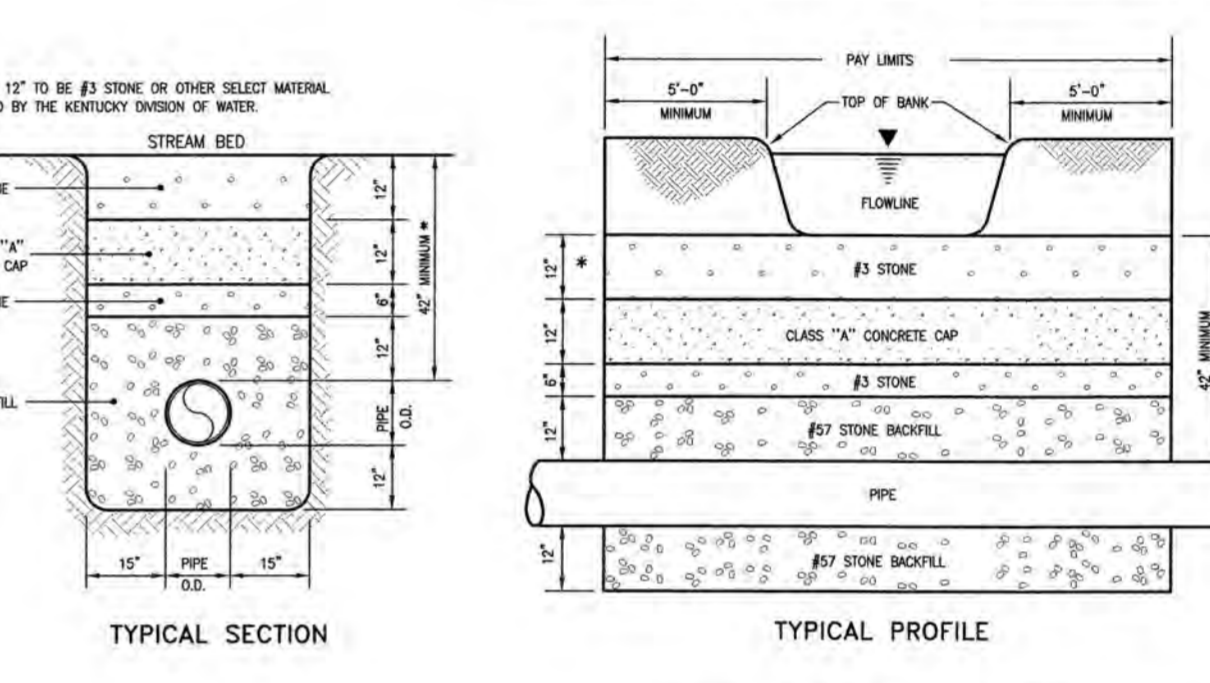 12" TO BE #3 STONE OR OTHER SELECT MATERIAL
BY THE KENTUCKY DIVISION OF WATER.
STREAM BED
"A"
CAP
12"
12"
6"
12"
PIPE
O.D.
12"
42" MINIMUM *
15"
PIPE
O.D.
15"
TYPICAL SECTION
PAY LIMITS
5'-0"
MINIMUM
TOP OF BANK
5'-0"
MINIMUM
FLOWLINE
12"
*
#3 STONE
12"
CLASS "A" CONCRETE CAP
6"
#3 STONE
12"
#57 STONE BACKFILL
PIPE
12"
#57 STONE BACKFILL
42" MINIMUM
TYPICAL PROFILE